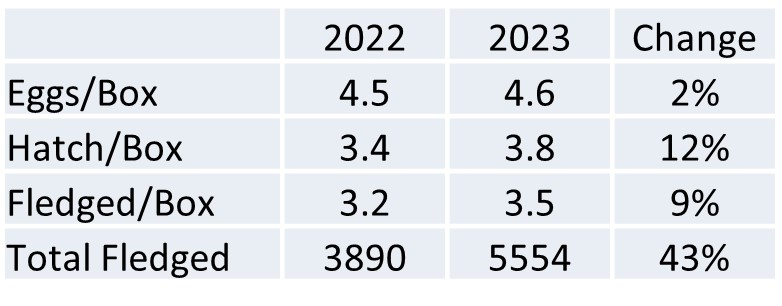 2022 2023 Change
Eggs/Box 4.5 4.6 2%
Hatch/Box 3.4 3.8 12%
Fledged/Box 3.2 3.5 9%
Total Fledged 3890 5554 43%